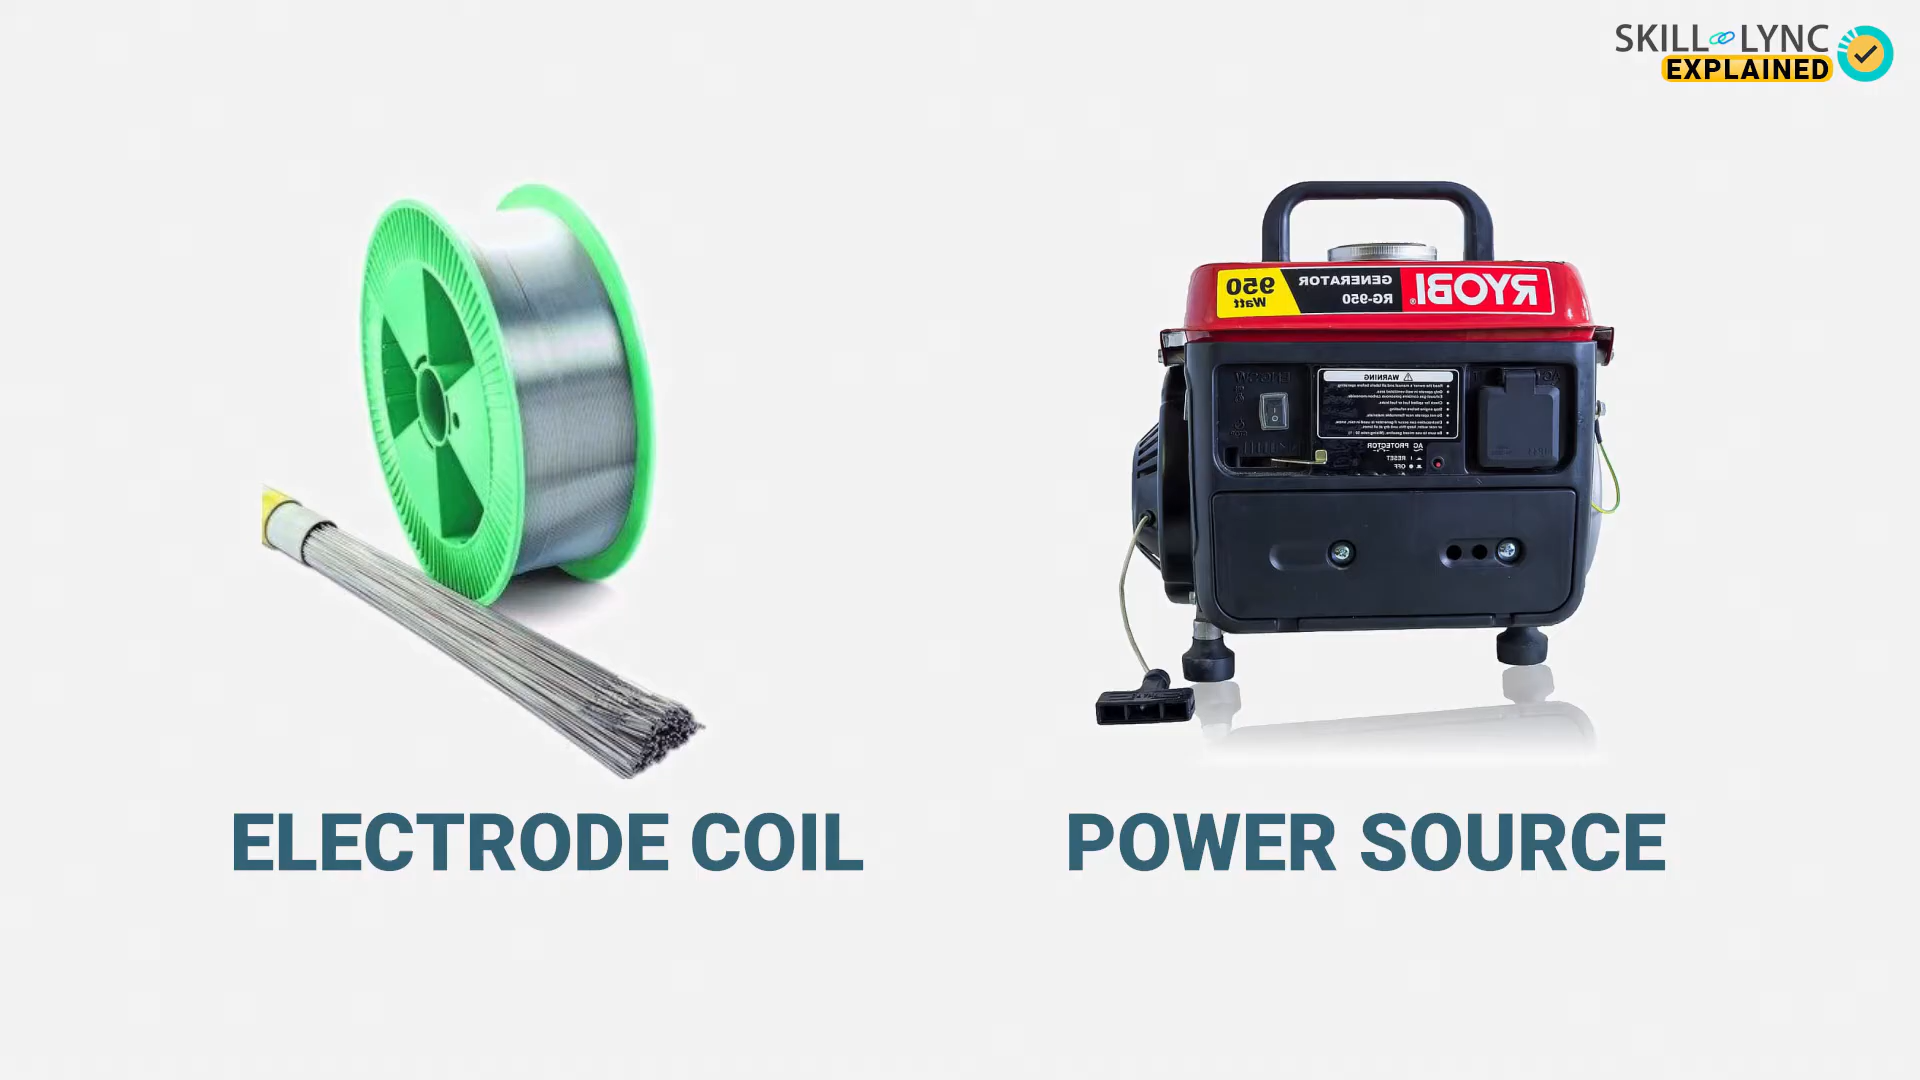 SKILL LYNC
EXPLAINED
RYOBI
GENERATOR
RG-950
950
Watt
WARNING
AC PROTECTOR
RESET
OFF
ELECTRODE COIL
POWER SOURCE